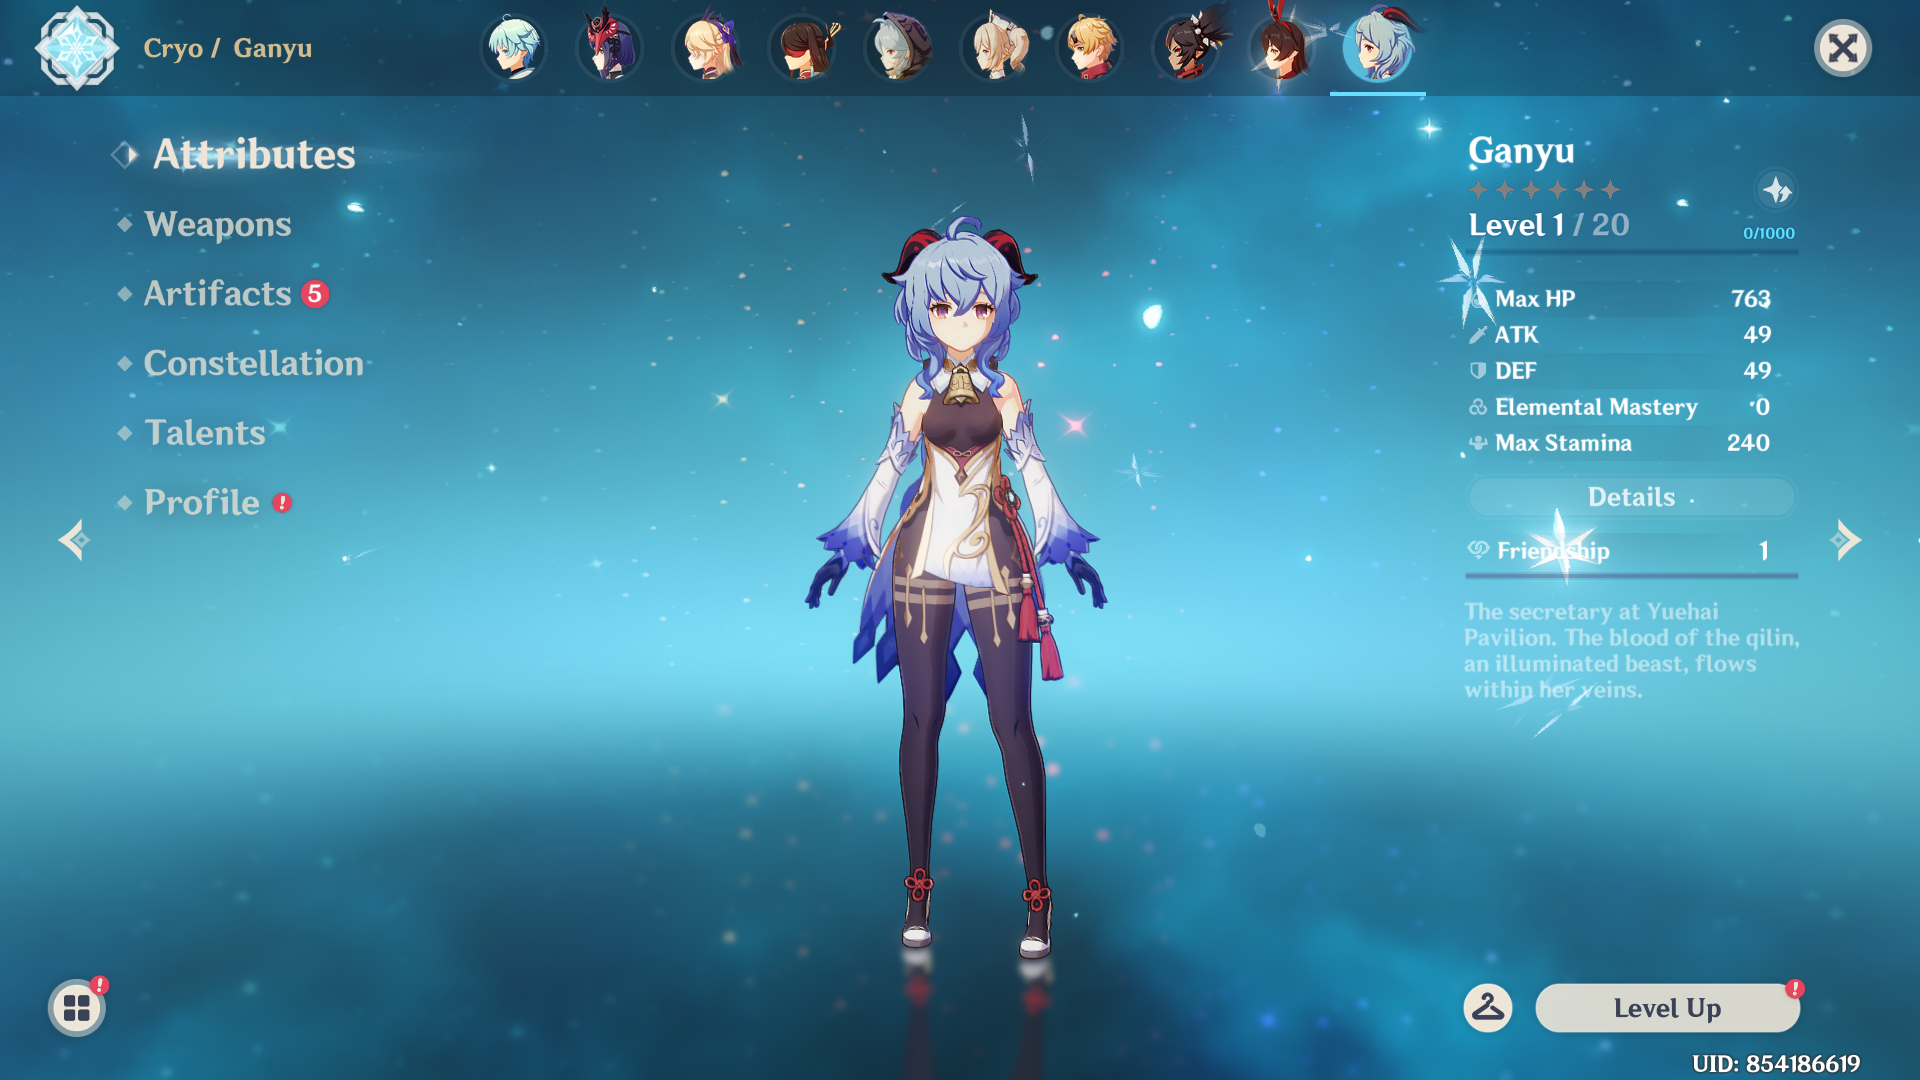 Cryo / Ganyu
Attributes
Weapons
Artifacts 5
Constellation
Talents
Profile !
Ganyu
Level 1 / 20
0/1000
Max HP 763
ATK 49
DEF 49
Elemental Mastery 0
Max Stamina 240
Details
Friendship 1
The secretary at Yuehai
Pavilion. The blood of the qilin,
an illuminated beast, flows
within her veins.
!
Level Up !
UID: 854186619